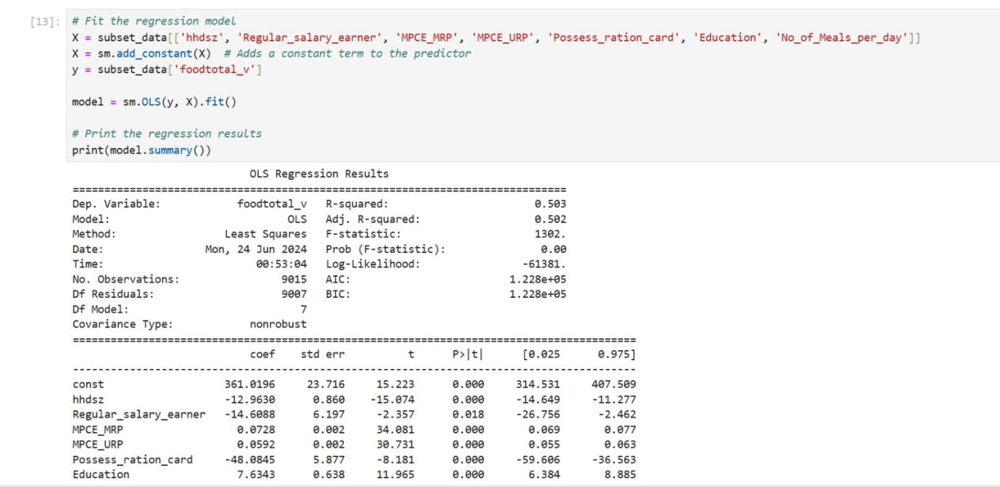 [13]: # Fit the regression model
X = subset_data[['hhdsz', 'Regular_salary_earner', 'MPCE_MRP', 'MPCE_URP', 'Possess_ration_card', 'Education', 'No_of_Meals_per_day']]
X = sm.add_constant(X)  # Adds a constant term to the predictor
y = subset_data['foodtotal_v']
model = sm.OLS(y, X).fit()
# Print the regression results
print(model.summary())
OLS Regression Results
==============================================================================
Dep. Variable: foodtotal_v R-squared: 0.503
Model: OLS Adj. R-squared: 0.502
Method: Least Squares F-statistic: 1302.
Date: Mon, 24 Jun 2024 Prob (F-statistic): 0.00
Time: 00:53:04 Log-Likelihood: -61381.
No. Observations: 9015 AIC: 1.228e+05
Df Residuals: 9007 BIC: 1.228e+05
Df Model: 7
Covariance Type: nonrobust
=========================================================================================
coef std err t P>|t| [0.025 0.975]
-----------------------------------------------------------------------------------------
const 361.0196 23.716 15.223 0.000 314.531 407.509
hhdsz -12.9630 0.860 -15.074 0.000 -14.649 -11.277
Regular_salary_earner -14.6088 6.197 -2.357 0.018 -26.756 -2.462
MPCE_MRP 0.0728 0.002 34.081 0.000 0.069 0.077
MPCE_URP 0.0592 0.002 30.731 0.000 0.055 0.063
Possess_ration_card -48.0845 5.877 -8.181 0.000 -59.606 -36.563
Education 7.6343 0.638 11.965 0.000 6.384 8.885